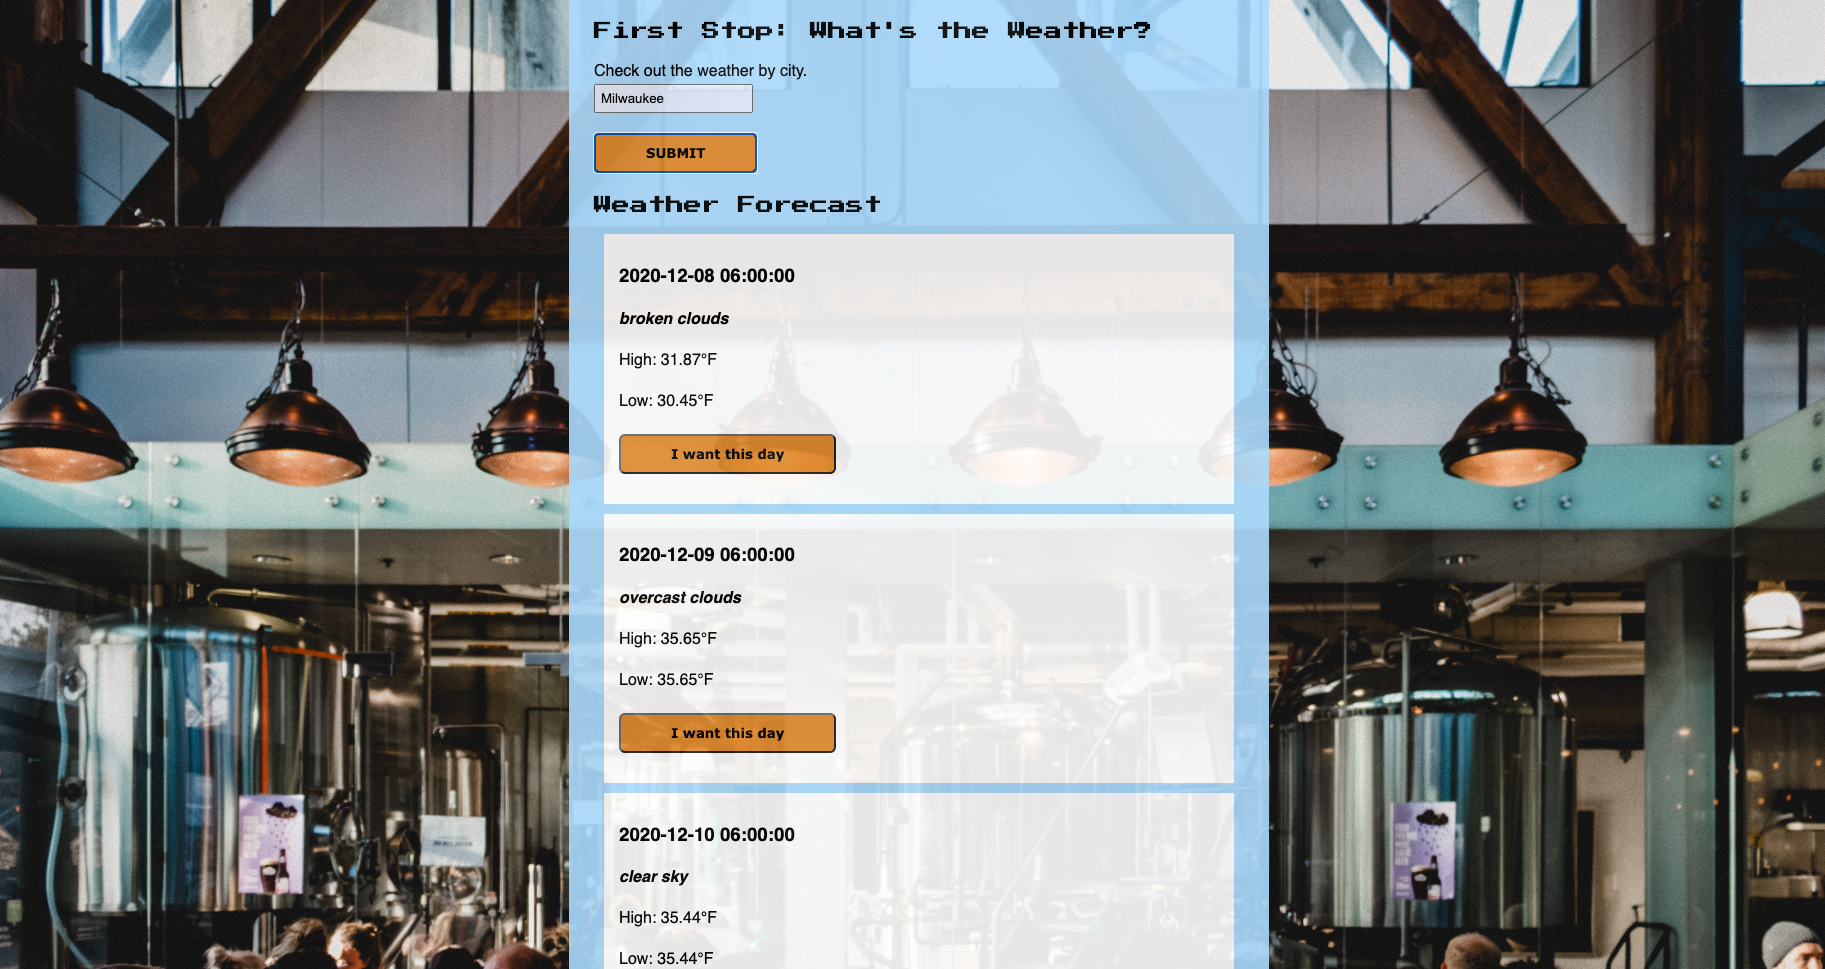 First Stop: What's the Weather?
Check out the weather by city.
Milwaukee
SUBMIT
Weather Forecast
2020-12-08 06:00:00
broken clouds
High: 31.87°F
Low: 30.45°F
I want this day
2020-12-09 06:00:00
overcast clouds
High: 35.65°F
Low: 35.65°F
I want this day
2020-12-10 06:00:00
clear sky
High: 35.44°F
Low: 35.44°F